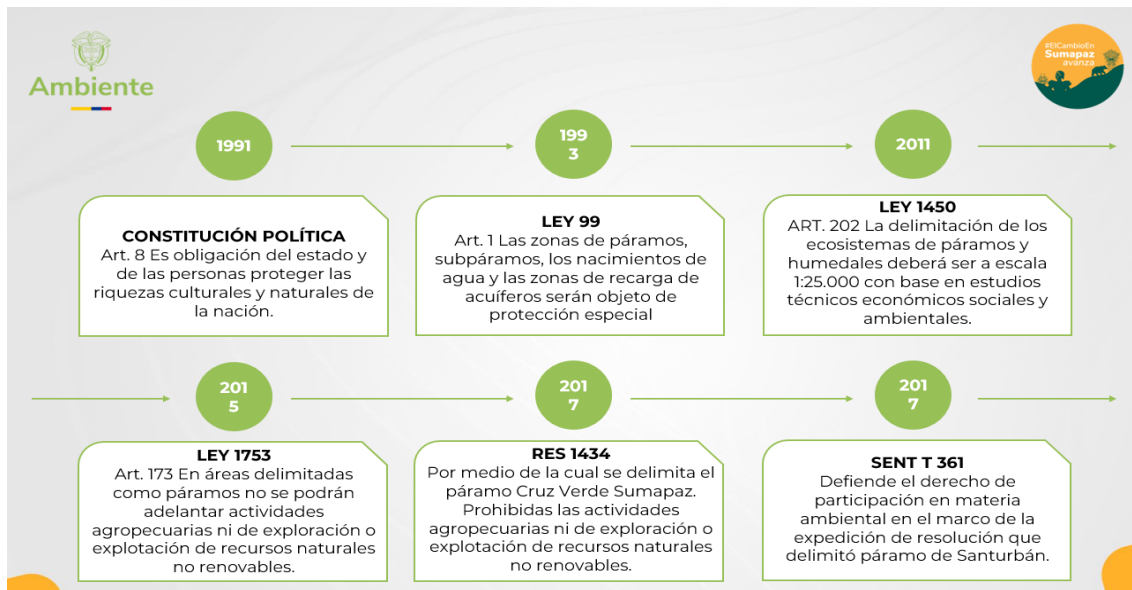 Ambiente
#ElCambioEn
Sumapaz
avanza
1991
199
3
2011
CONSTITUCIÓN POLÍTICA
Art. 8 Es obligación del estado y
de las personas proteger las
riquezas culturales y naturales de
la nación.
LEY 99
Art. 1 Las zonas de páramos,
subpáramos, los nacimientos de
agua y las zonas de recarga de
acuíferos serán objeto de
protección especial
LEY 1450
ART. 202 La delimitación de los
ecosistemas de páramos y
humedales deberá ser a escala
1:25.000 con base en estudios
técnicos económicos sociales y
ambientales.
201
5
201
7
201
7
LEY 1753
Art. 173 En áreas delimitadas
como páramos no se podrán
adelantar actividades
agropecuarias ni de exploración o
explotación de recursos naturales
no renovables.
RES 1434
Por medio de la cual se delimita el
páramo Cruz Verde Sumapaz.
Prohibidas las actividades
agropecuarias ni de exploración o
explotación de recursos naturales
no renovables.
SENT T 361
Defiende el derecho de
participación en materia
ambiental en el marco de la
expedición de resolución que
delimitó páramo de Santurbán.